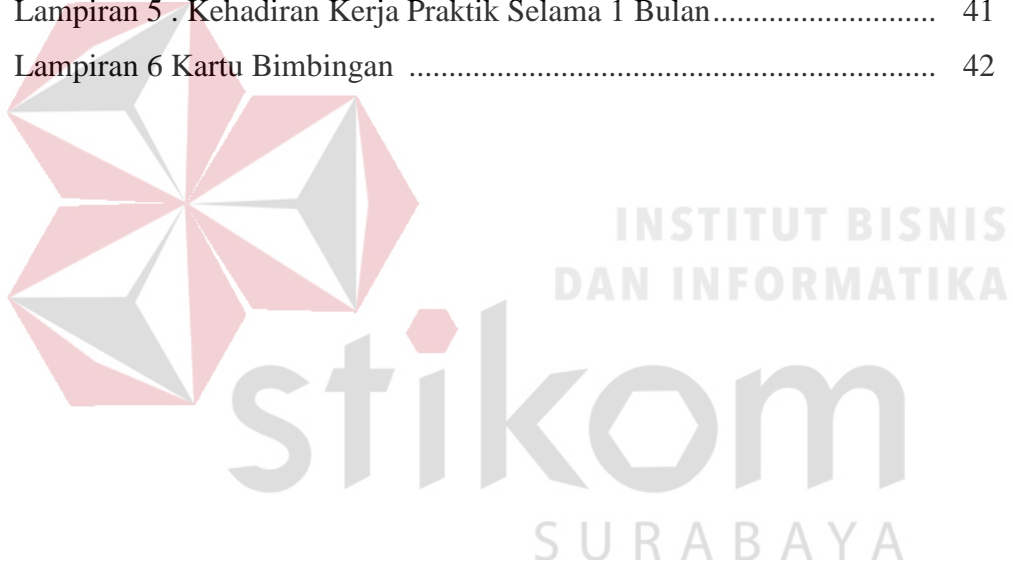 Lampiran 5 . Kehadiran Kerja Praktik Selama 1 Bulan......................... 41
Lampiran 6 Kartu Bimbingan ............................................................... 42
INSTITUT BISNIS
DAN INFORMATIKA
stikom
SURABAYA